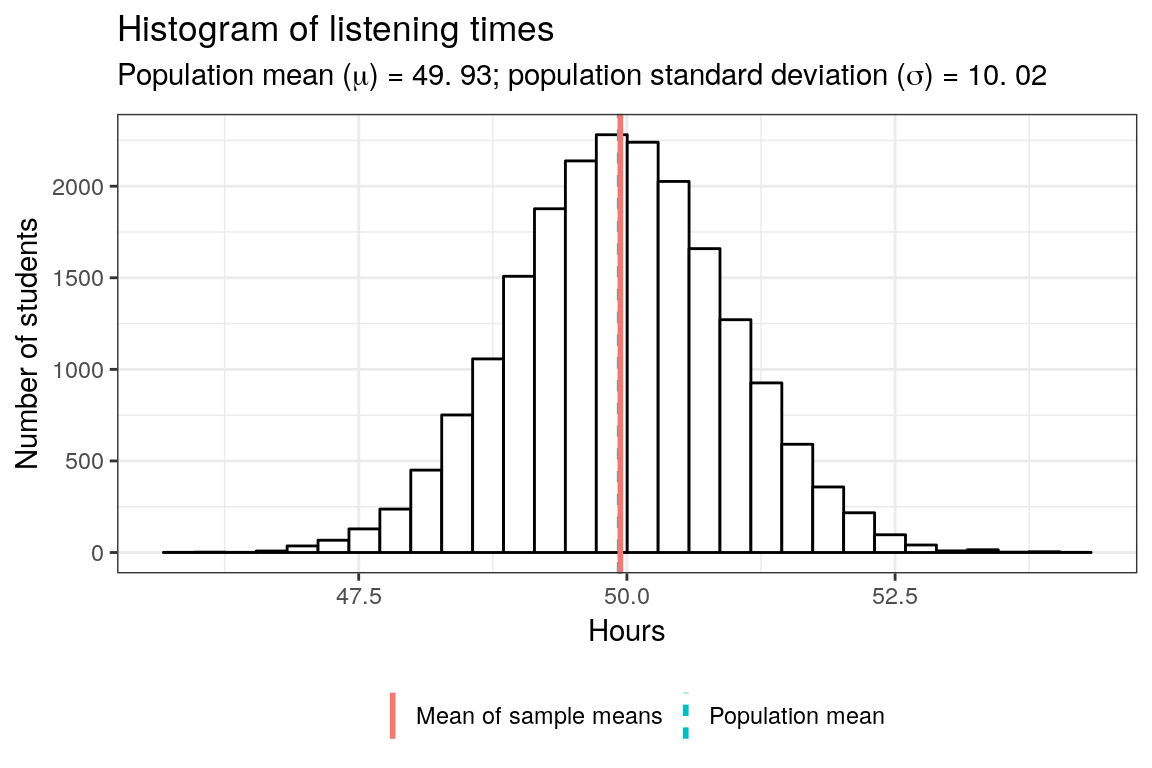 Histogram of listening times
Population mean (μ) = 49. 93; population standard deviation (σ) = 10. 02
Number of students
2000
1500
1000
500
0
47.5 50.0 52.5
Hours
Mean of sample means Population mean